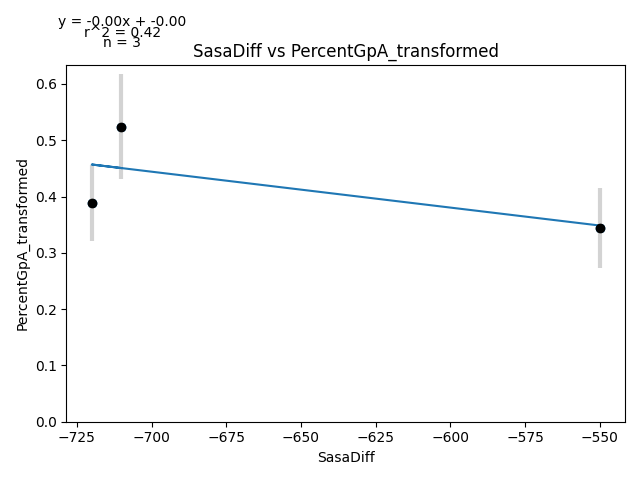 y = -0.00x + -0.00
r^2 = 0.42
n = 3
SasaDiff vs PercentGpA_transformed
PercentGpA_transformed
0.6
0.5
0.4
0.3
0.2
0.1
0.0
−725
−700
−675
−650
−625
−600
−575
−550
SasaDiff